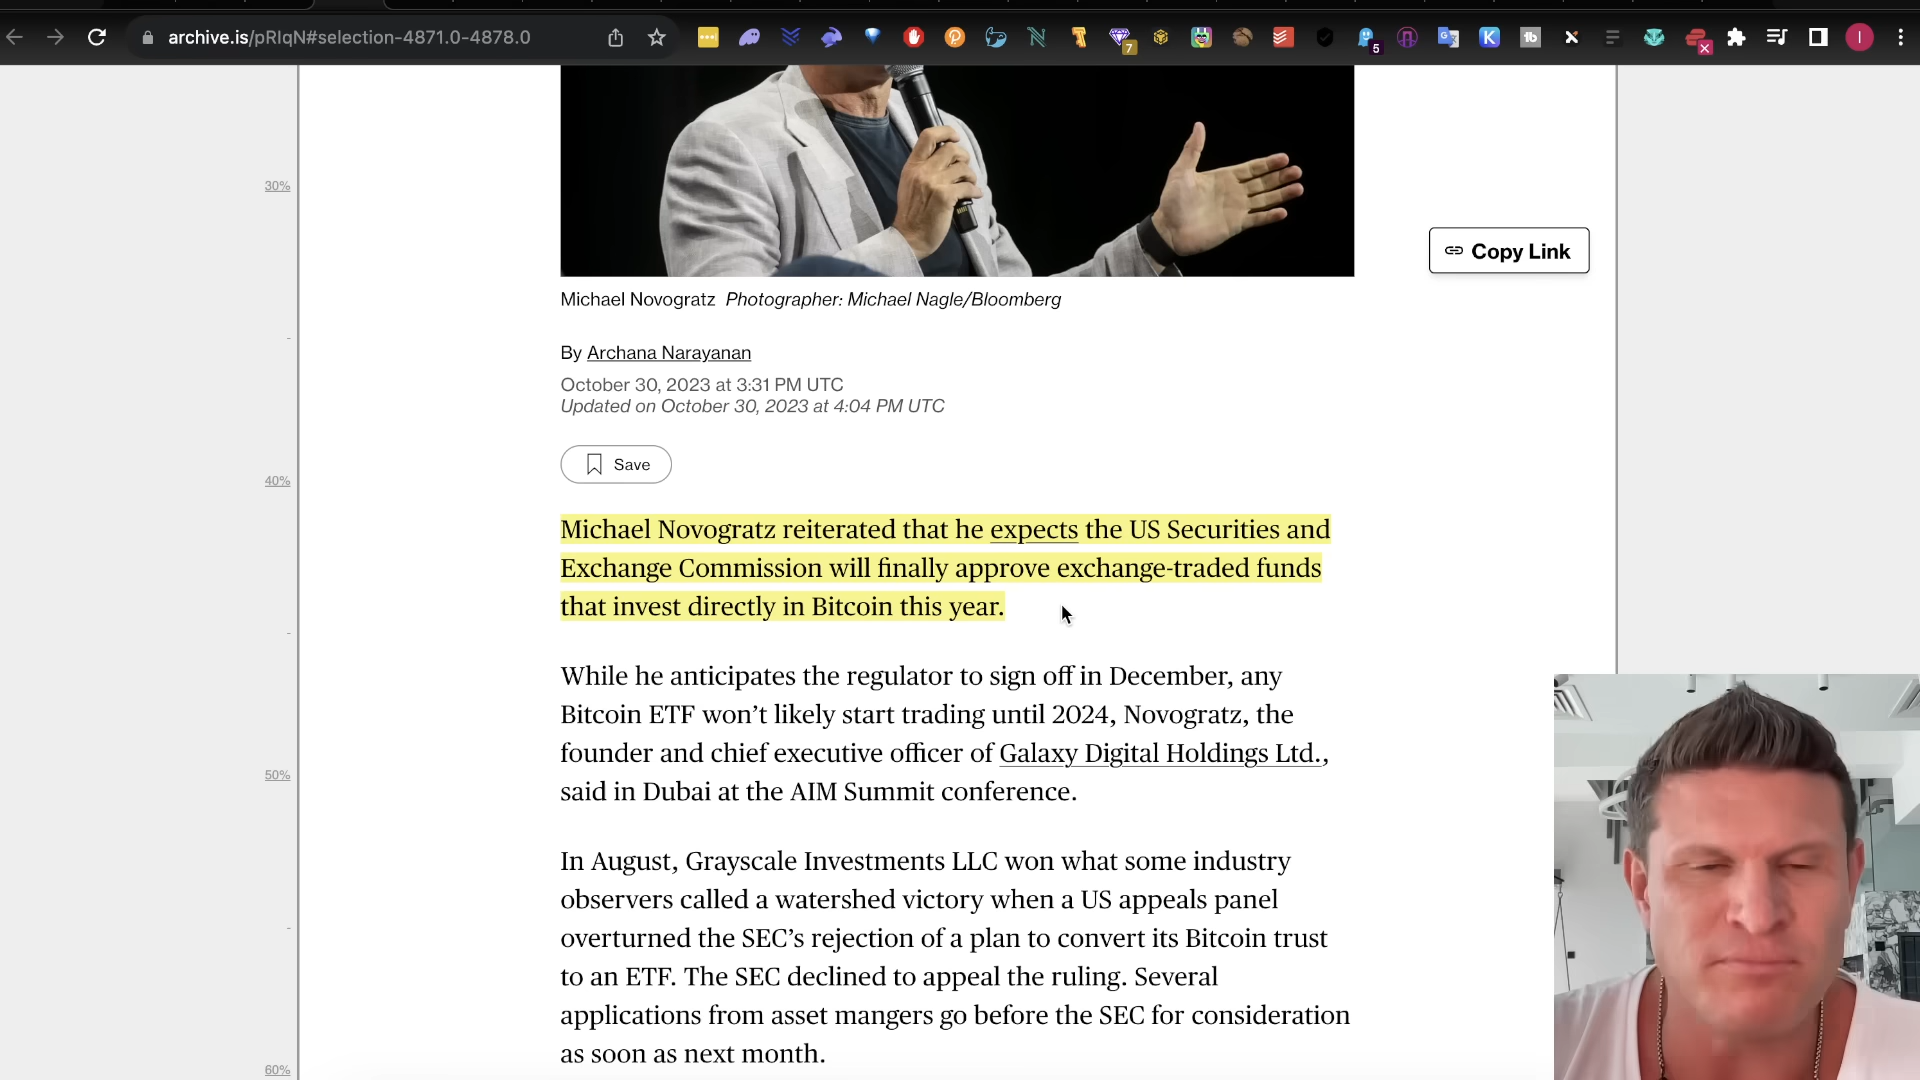 archive.is/pRIqN#selection-4871.0-4878.0
7
5
K
tb
I
30%
Copy Link
Michael Novogratz Photographer: Michael Nagle/Bloomberg
By Archana Narayanan
October 30, 2023 at 3:31 PM UTC
Updated on October 30, 2023 at 4:04 PM UTC
Save
40%
Michael Novogratz reiterated that he expects the US Securities and
Exchange Commission will finally approve exchange-traded funds
that invest directly in Bitcoin this year.
While he anticipates the regulator to sign off in December, any
Bitcoin ETF won’t likely start trading until 2024, Novogratz, the
founder and chief executive officer of Galaxy Digital Holdings Ltd.,
50%
said in Dubai at the AIM Summit conference.
In August, Grayscale Investments LLC won what some industry
observers called a watershed victory when a US appeals panel
overturned the SEC’s rejection of a plan to convert its Bitcoin trust
to an ETF. The SEC declined to appeal the ruling. Several
applications from asset mangers go before the SEC for consideration
as soon as next month.
60%